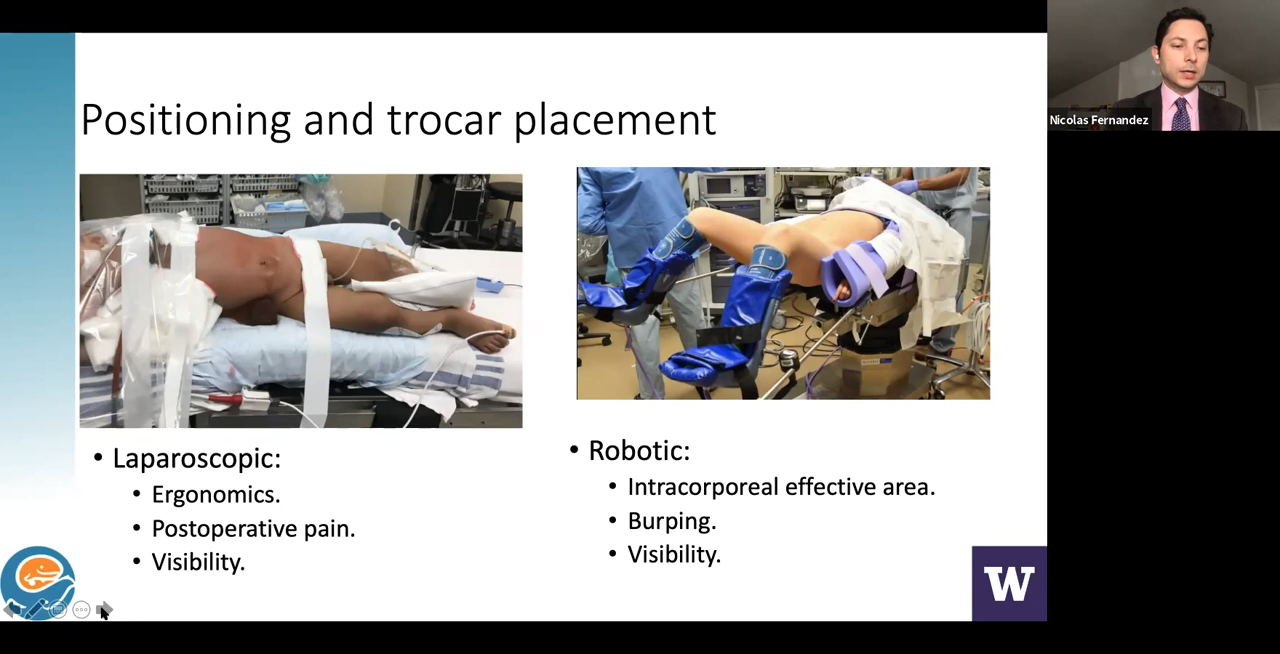 Positioning and trocar placement
Nicolas Fernandez
• Laparoscopic:
• Ergonomics.
• Postoperative pain.
• Visibility.
• Robotic:
• Intracorporeal effective area.
• Burping.
• Visibility.
W